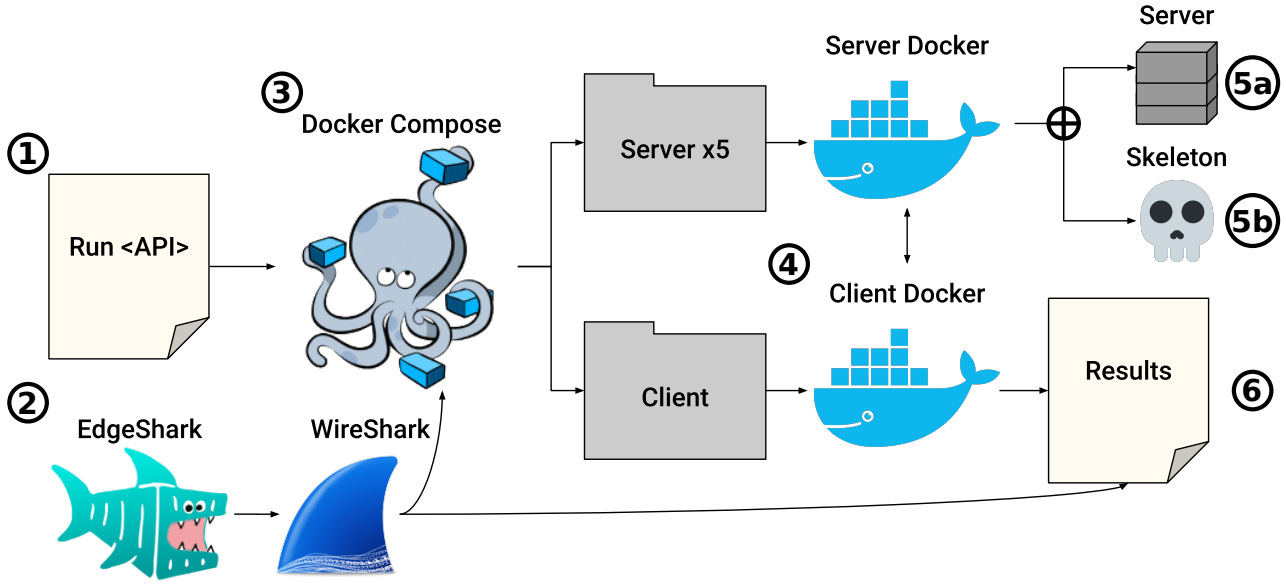 1
Run <API>
2
EdgeShark
WireShark
3
Docker Compose
Server x5
Server Docker
4
Client
Client Docker
Server
5a
Skeleton
5b
Results
6